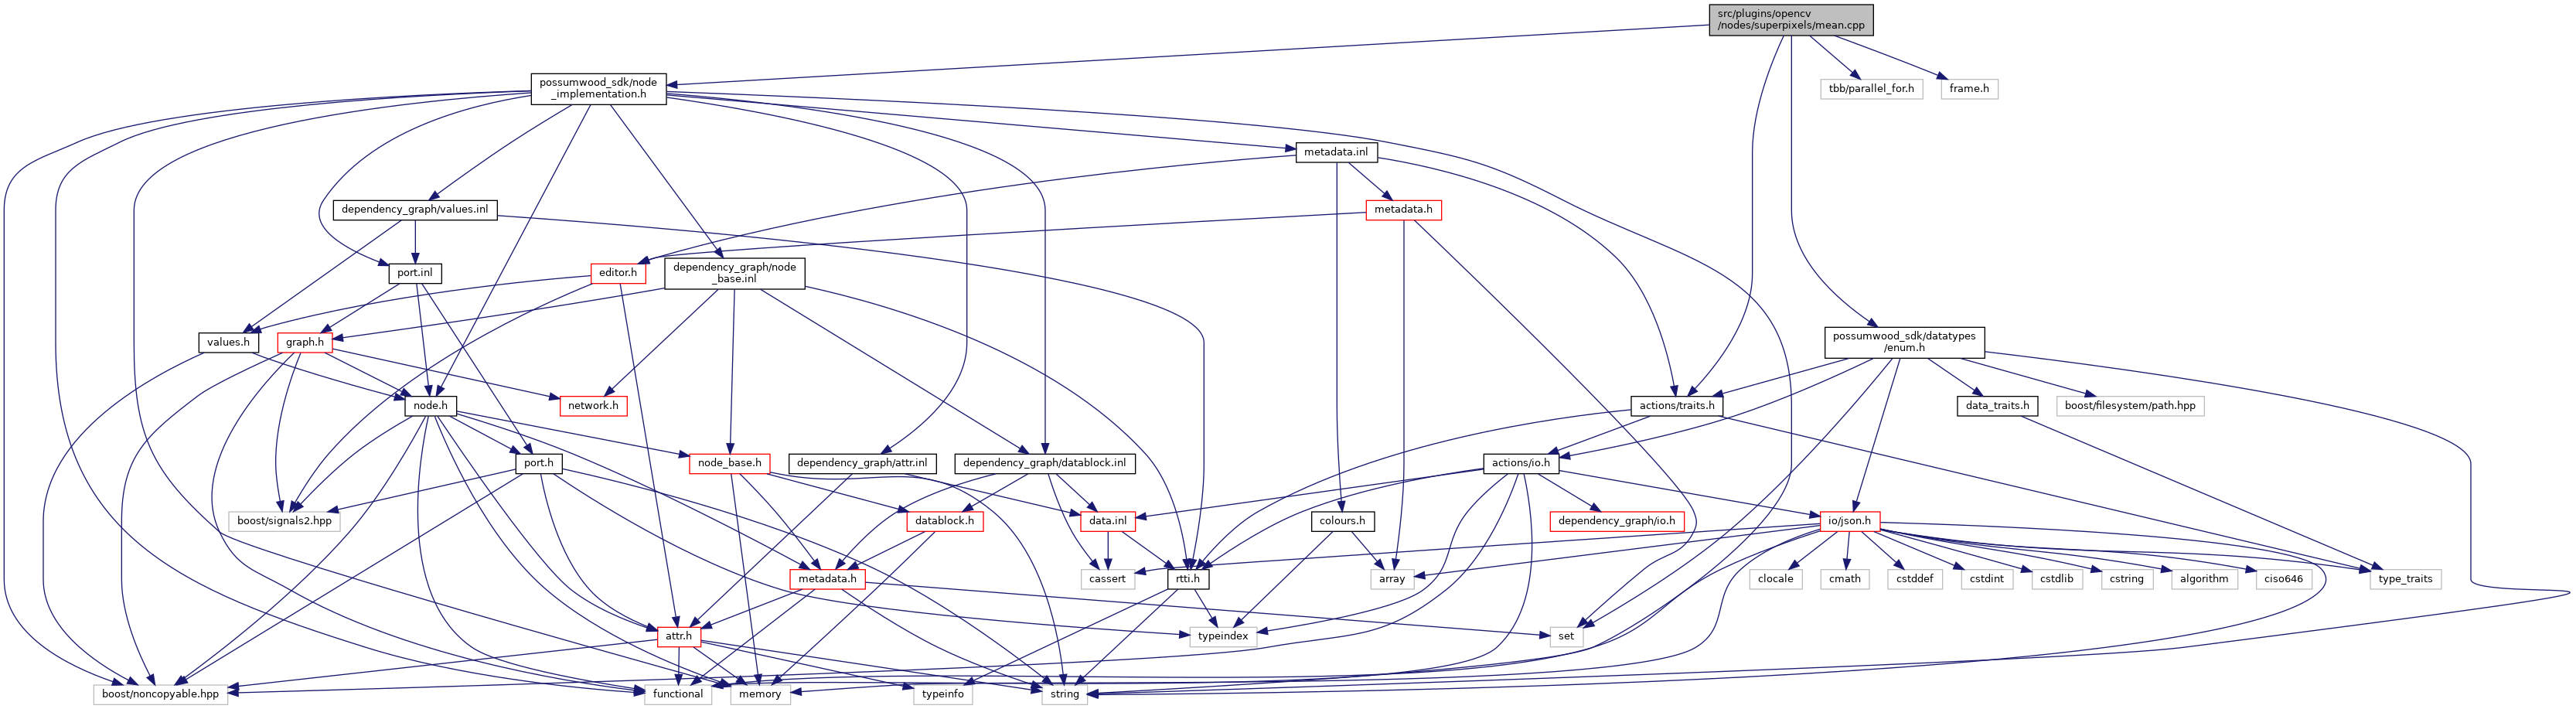 src/plugins/opencv
/nodes/superpixels/mean.cpp
possumwood_sdk/node
_implementation.h
tbb/parallel_for.h
frame.h
metadata.inl
dependency_graph/values.inl
metadata.h
port.inl
editor.h
dependency_graph/node
_base.inl
values.h
graph.h
possumwood_sdk/datatypes
/enum.h
node.h
network.h
actions/traits.h
data_traits.h
boost/filesystem/path.hpp
port.h
node_base.h
dependency_graph/attr.inl
dependency_graph/datablock.inl
actions/io.h
boost/signals2.hpp
datablock.h
data.inl
colours.h
dependency_graph/io.h
io/json.h
metadata.h
cassert
rtti.h
array
clocale
cmath
cstddef
cstdint
cstdlib
cstring
algorithm
ciso646
type_traits
attr.h
typeindex
set
boost/noncopyable.hpp
functional
memory
typeinfo
string